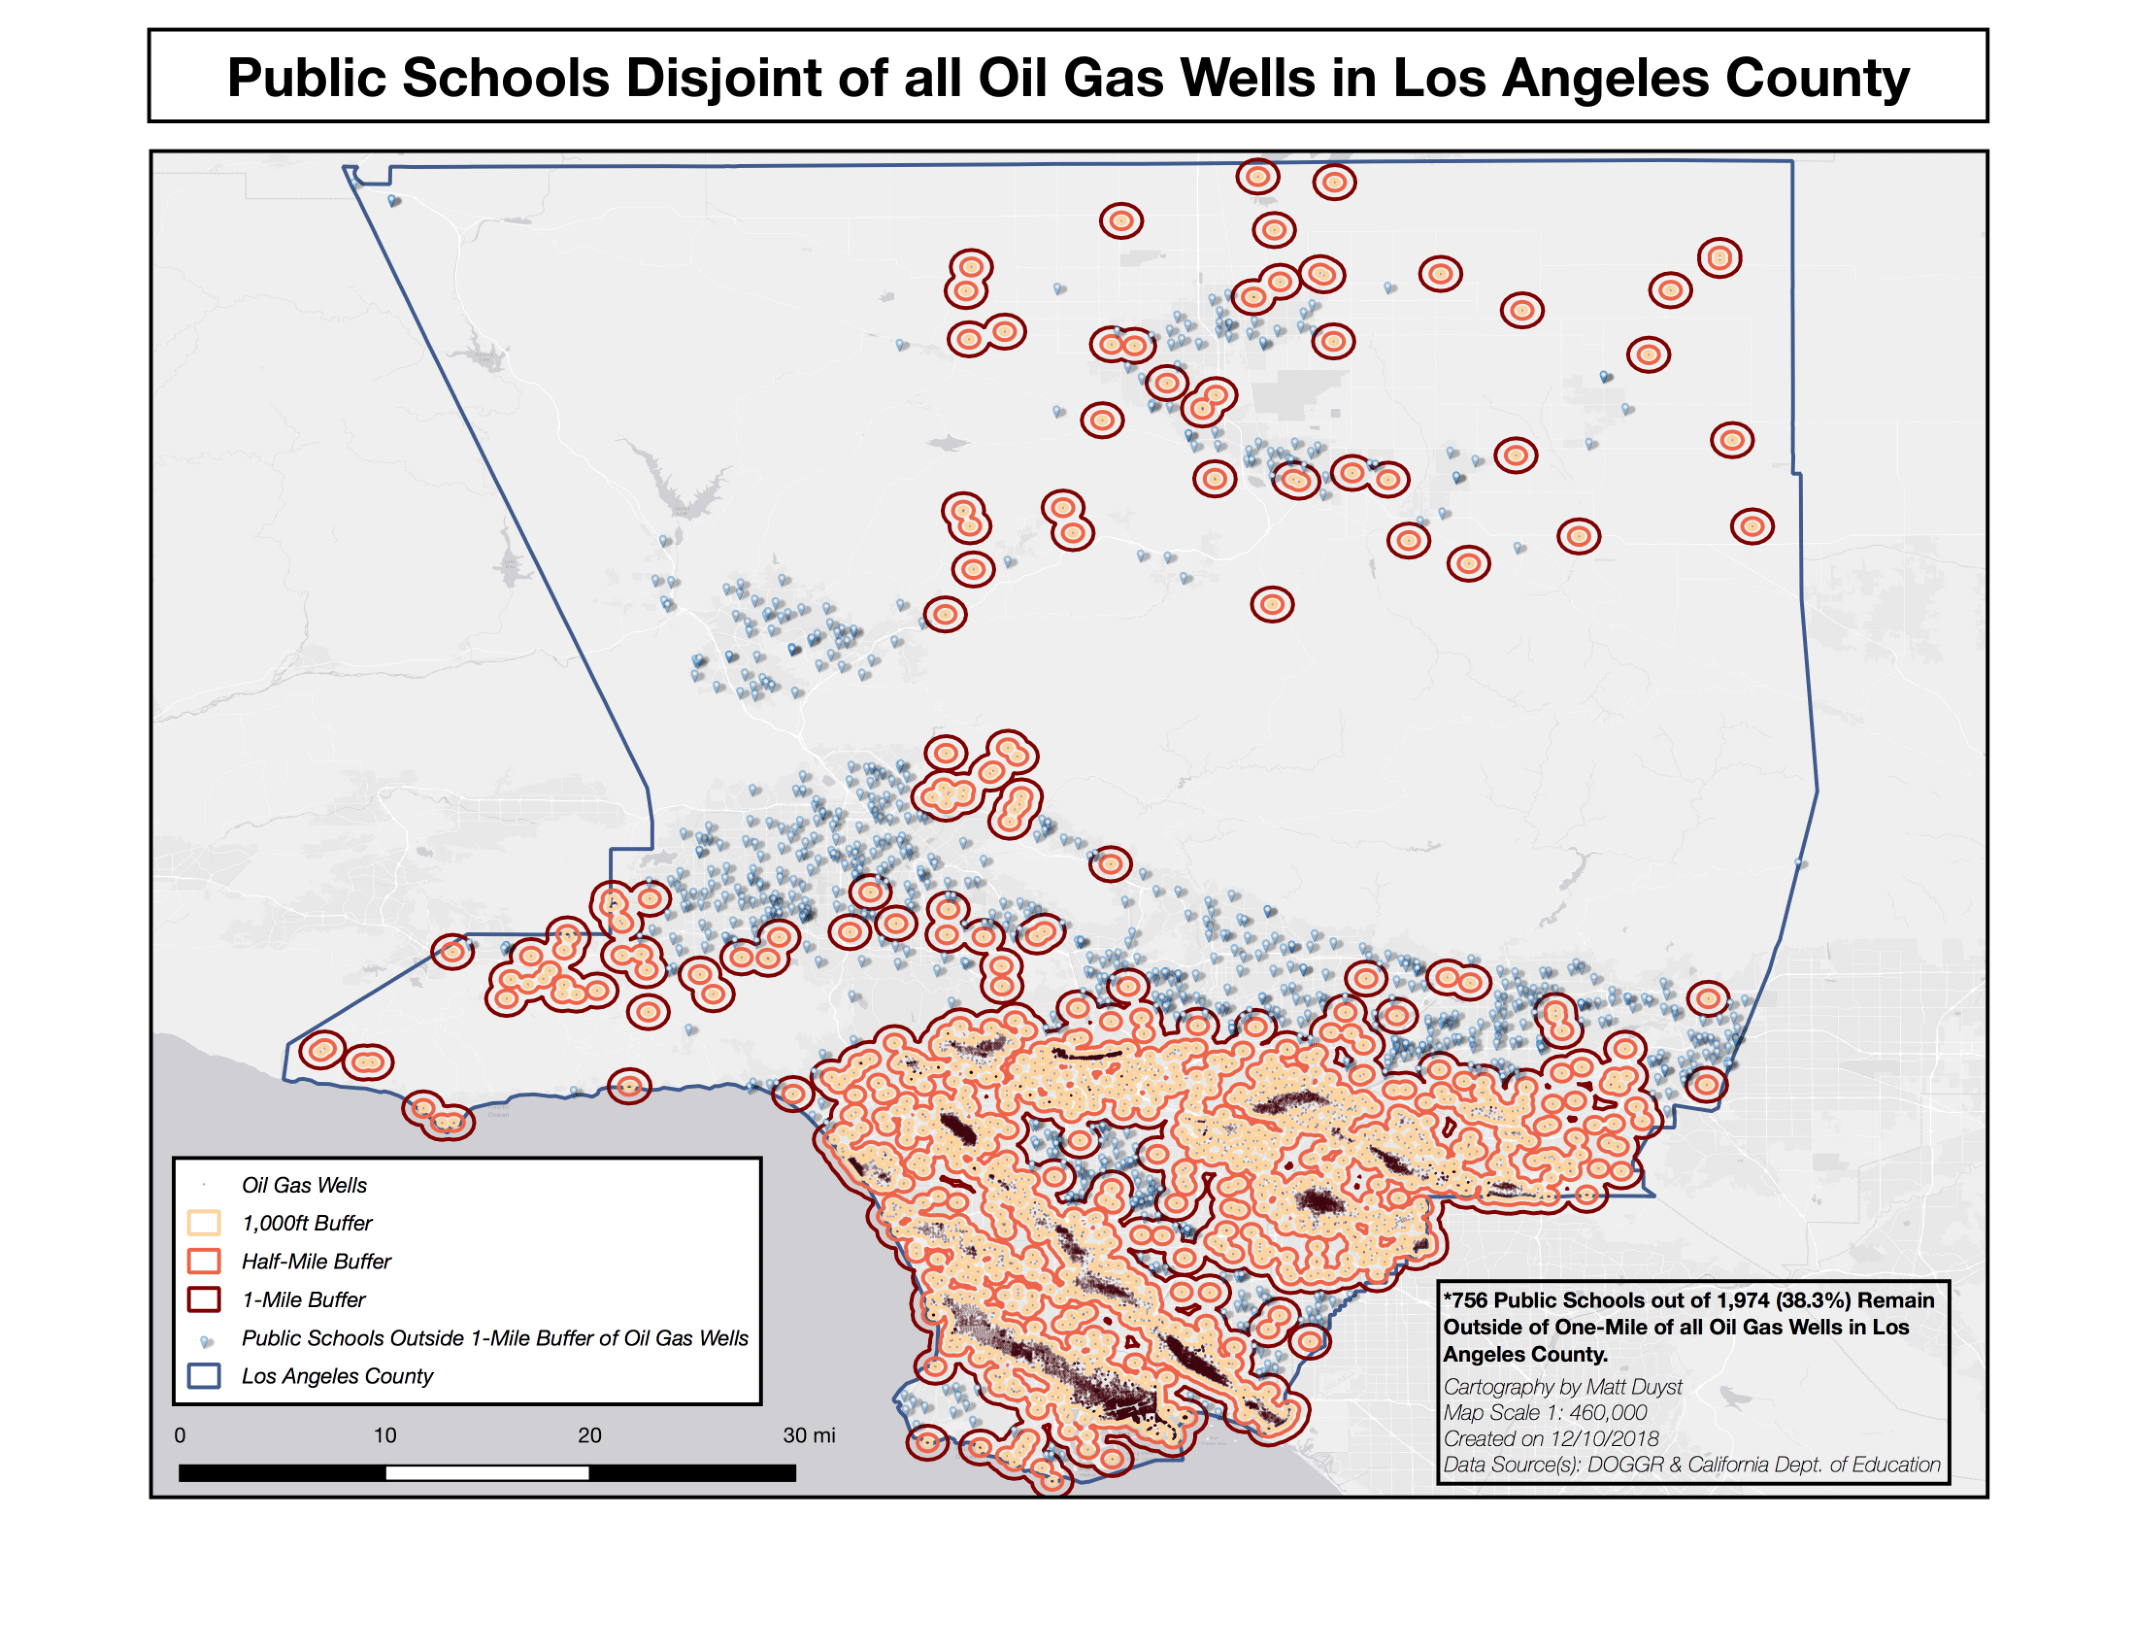 Public Schools Disjoint of all Oil Gas Wells in Los Angeles County
Oil Gas Wells
1,000ft Buffer
Half-Mile Buffer
1-Mile Buffer
Public Schools Outside 1-Mile Buffer of Oil Gas Wells
Los Angeles County
0 10 20 30 mi
*756 Public Schools out of 1,974 (38.3%) Remain
Outside of One-Mile of all Oil Gas Wells in Los
Angeles County.
Cartography by Matt Duyst
Map Scale 1: 460,000
Created on 12/10/2018
Data Source(s): DOGGR & California Dept. of Education